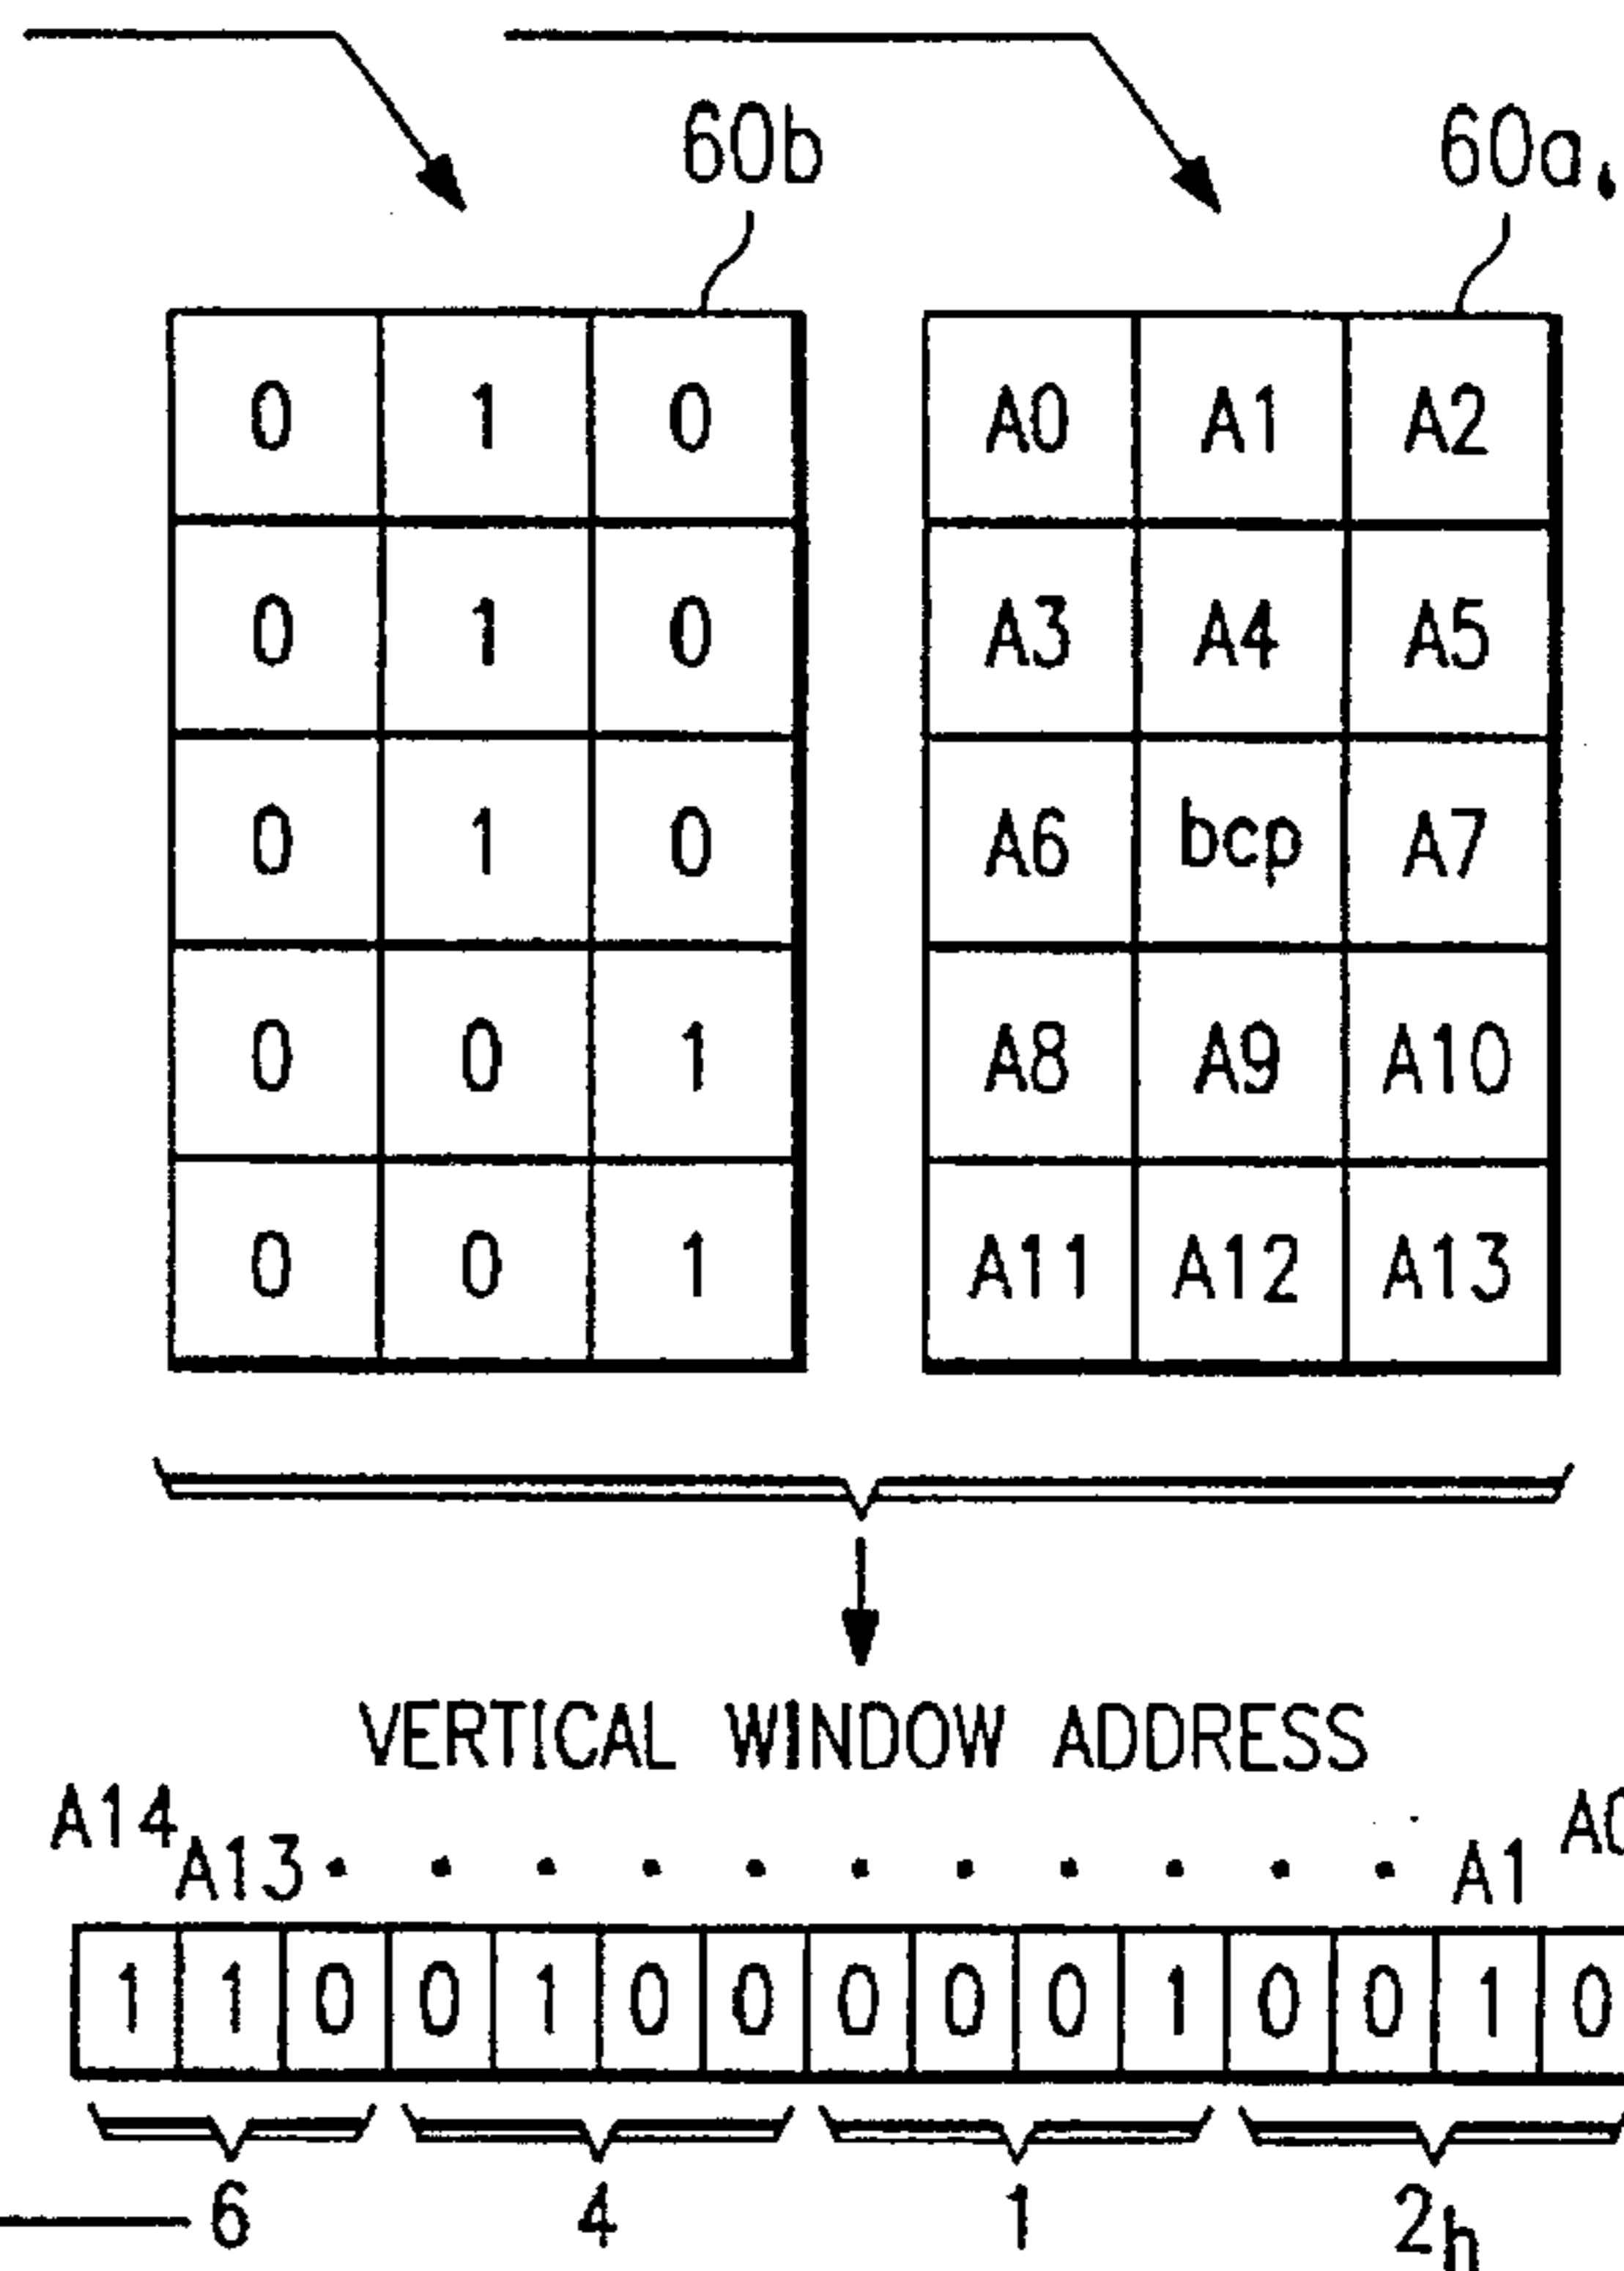 60b 60a,
0 1 0 A0 A1 A2
0 1 0 A3 A4 A5
0 1 0 A6 bcp A7
0 0 1 A8 A9 A10
0 0 1 A11 A12 A13
VERTICAL WINDOW ADDRESS
A14 A13 · · · · · · · · · · · A1 A0
1 1 0 0 1 0 0 0 0 0 1 0 0 1 0
6 4 1 2h